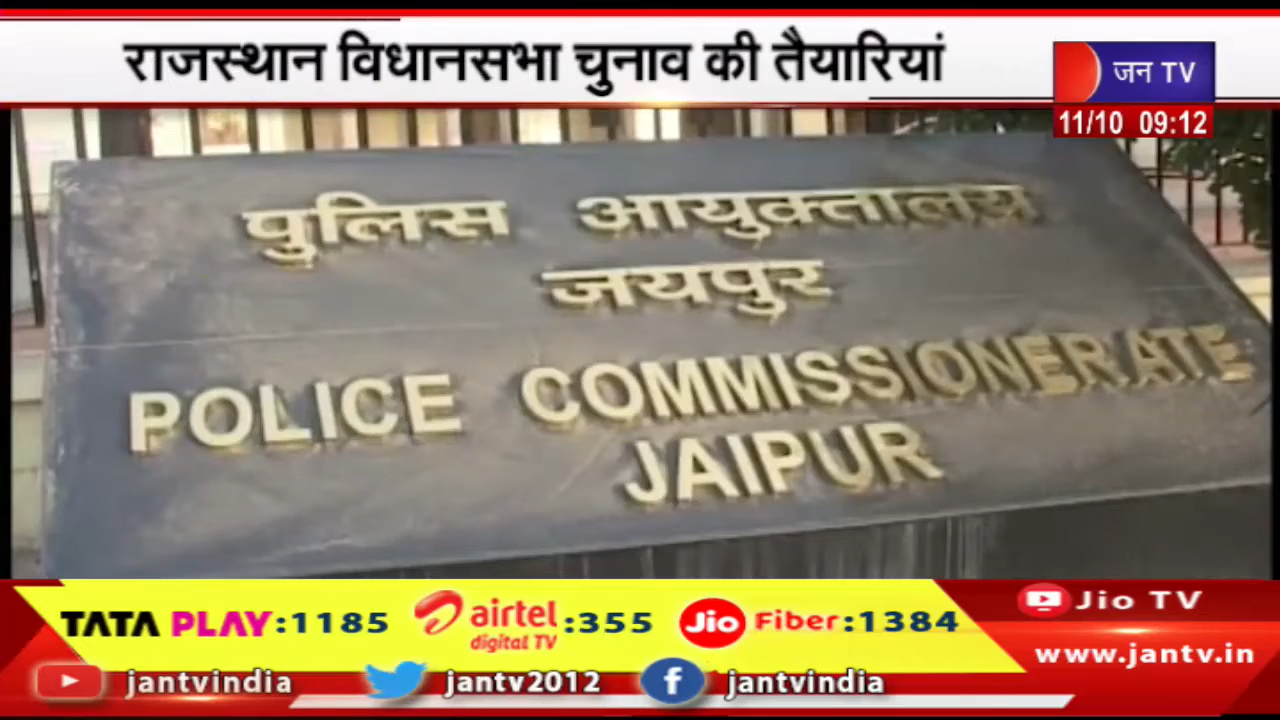 राजस्थान विधानसभा चुनाव की तैयारियां
जन TV
11/10 09:12
पुलिस आयुक्तालय
जयपुर
POLICE COMMISSIONERATE
JAIPUR
TATA PLAY:1185
airtel digital TV:355
Jio Fiber:1384
Jio TV
www.jantv.in
jantvindia
jantv2012
jantvindia